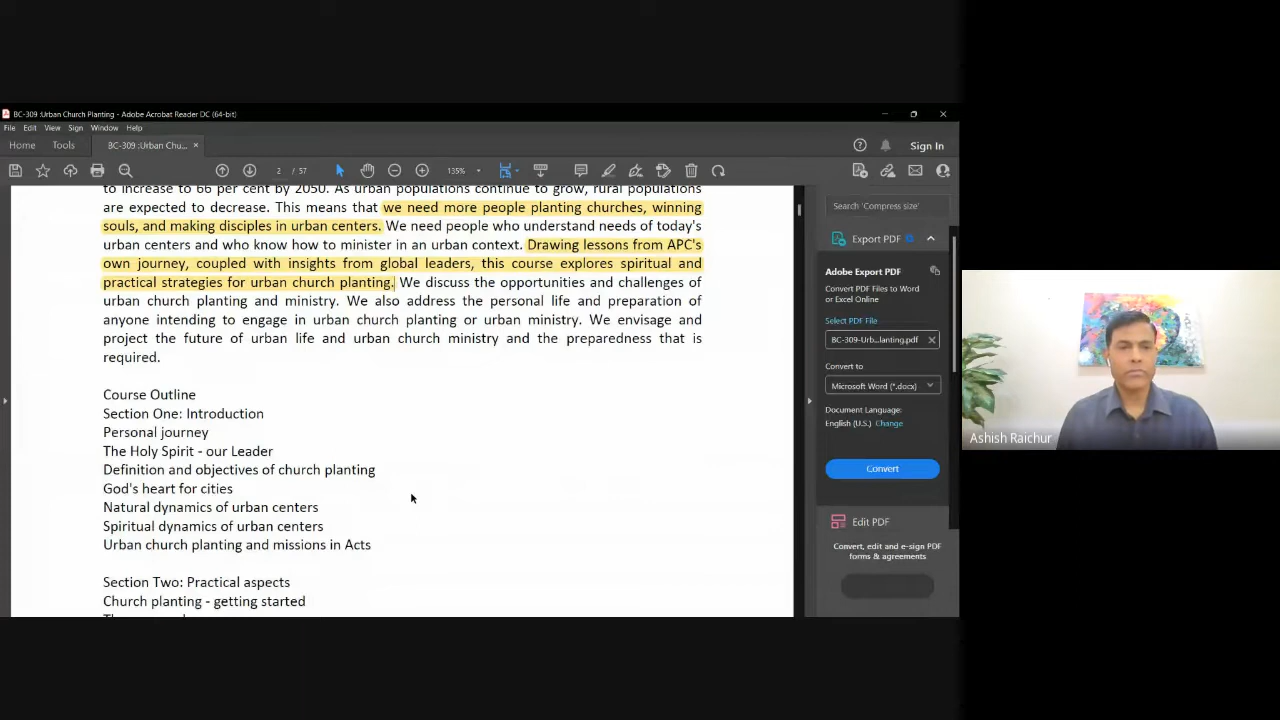 BC-309 :Urban Church Planting - Adobe Acrobat Reader DC (64-bit)
File Edit View Sign Window Help
Home Tools BC-309 :Urban Chu... × Sign In
2 / 57 135%
to increase to 66 per cent by 2050. As urban populations continue to grow, rural populations
are expected to decrease. This means that we need more people planting churches, winning
souls, and making disciples in urban centers. We need people who understand needs of today's
urban centers and who know how to minister in an urban context. Drawing lessons from APC's
own journey, coupled with insights from global leaders, this course explores spiritual and
practical strategies for urban church planting. We discuss the opportunities and challenges of
urban church planting and ministry. We also address the personal life and preparation of
anyone intending to engage in urban church planting or urban ministry. We envisage and
project the future of urban life and urban church ministry and the preparedness that is
required.
Course Outline
Section One: Introduction
Personal journey
The Holy Spirit - our Leader
Definition and objectives of church planting
God's heart for cities
Natural dynamics of urban centers
Spiritual dynamics of urban centers
Urban church planting and missions in Acts
Section Two: Practical aspects
Church planting - getting started
Search 'Compress size'
Export PDF
Adobe Export PDF
Convert PDF Files to Word
or Excel Online
Select PDF File
BC-309-Urb...lanting.pdf ×
Convert to
Microsoft Word (*.docx)
Document Language:
English (U.S.) Change
Convert
Edit PDF
Convert, edit and e-sign PDF
forms & agreements
Ashish Raichur